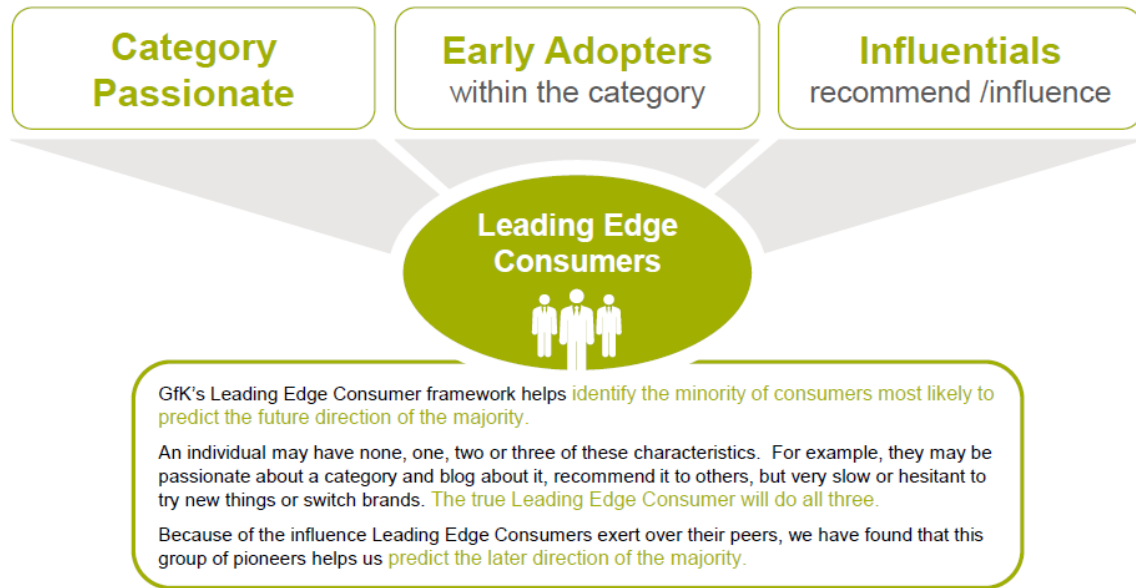 Category
Passionate
Early Adopters
within the category
Influentials
recommend /influence
Leading Edge
Consumers
GfK's Leading Edge Consumer framework helps identify the minority of consumers most likely to
predict the future direction of the majority.
An individual may have none, one, two or three of these characteristics.  For example, they may be
passionate about a category and blog about it, recommend it to others, but very slow or hesitant to
try new things or switch brands. The true Leading Edge Consumer will do all three.
Because of the influence Leading Edge Consumers exert over their peers, we have found that this
group of pioneers helps us predict the later direction of the majority.